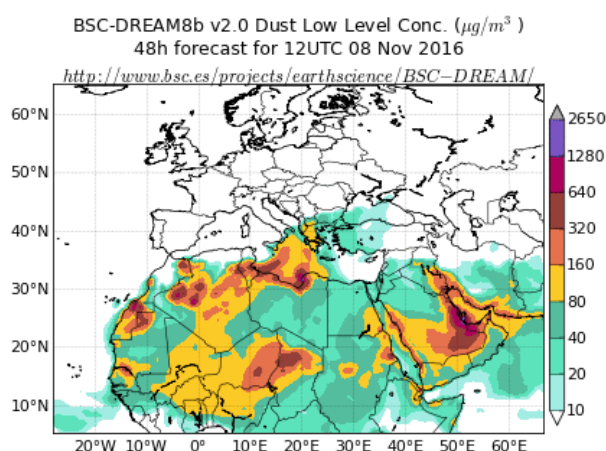 BSC-DREAM8b v2.0 Dust Low Level Conc. (μg/m³ )
48h forecast for 12UTC 08 Nov 2016
http://www.bsc.es/projects/earthscience/BSC−DREAM/
60°N
50°N
40°N
30°N
20°N
10°N
20°W 10°W 0° 10°E 20°E 30°E 40°E 50°E 60°E
2650
1280
640
320
160
80
40
20
10